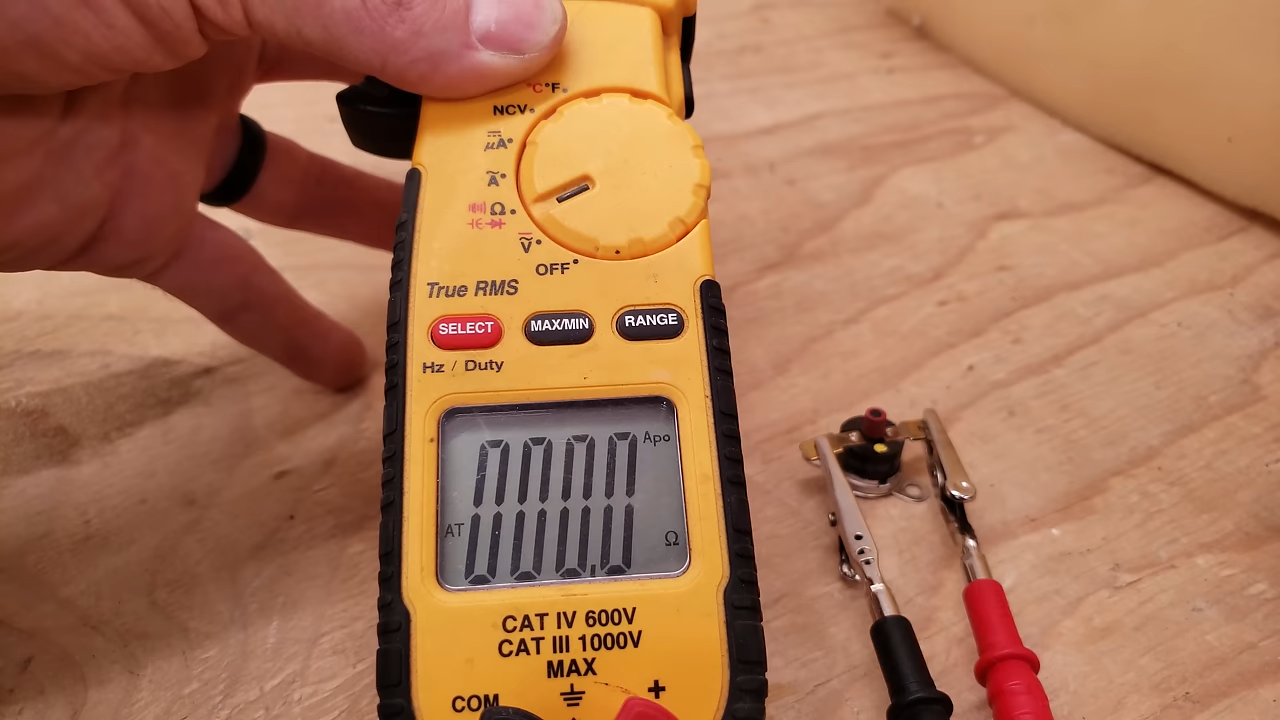 °C°F
NCV
μA
A
Ω
V
OFF
True RMS
SELECT
MAX/MIN
RANGE
Hz / Duty
Apo
000.0
AT
Ω
CAT IV 600V
CAT III 1000V
MAX
COM
+